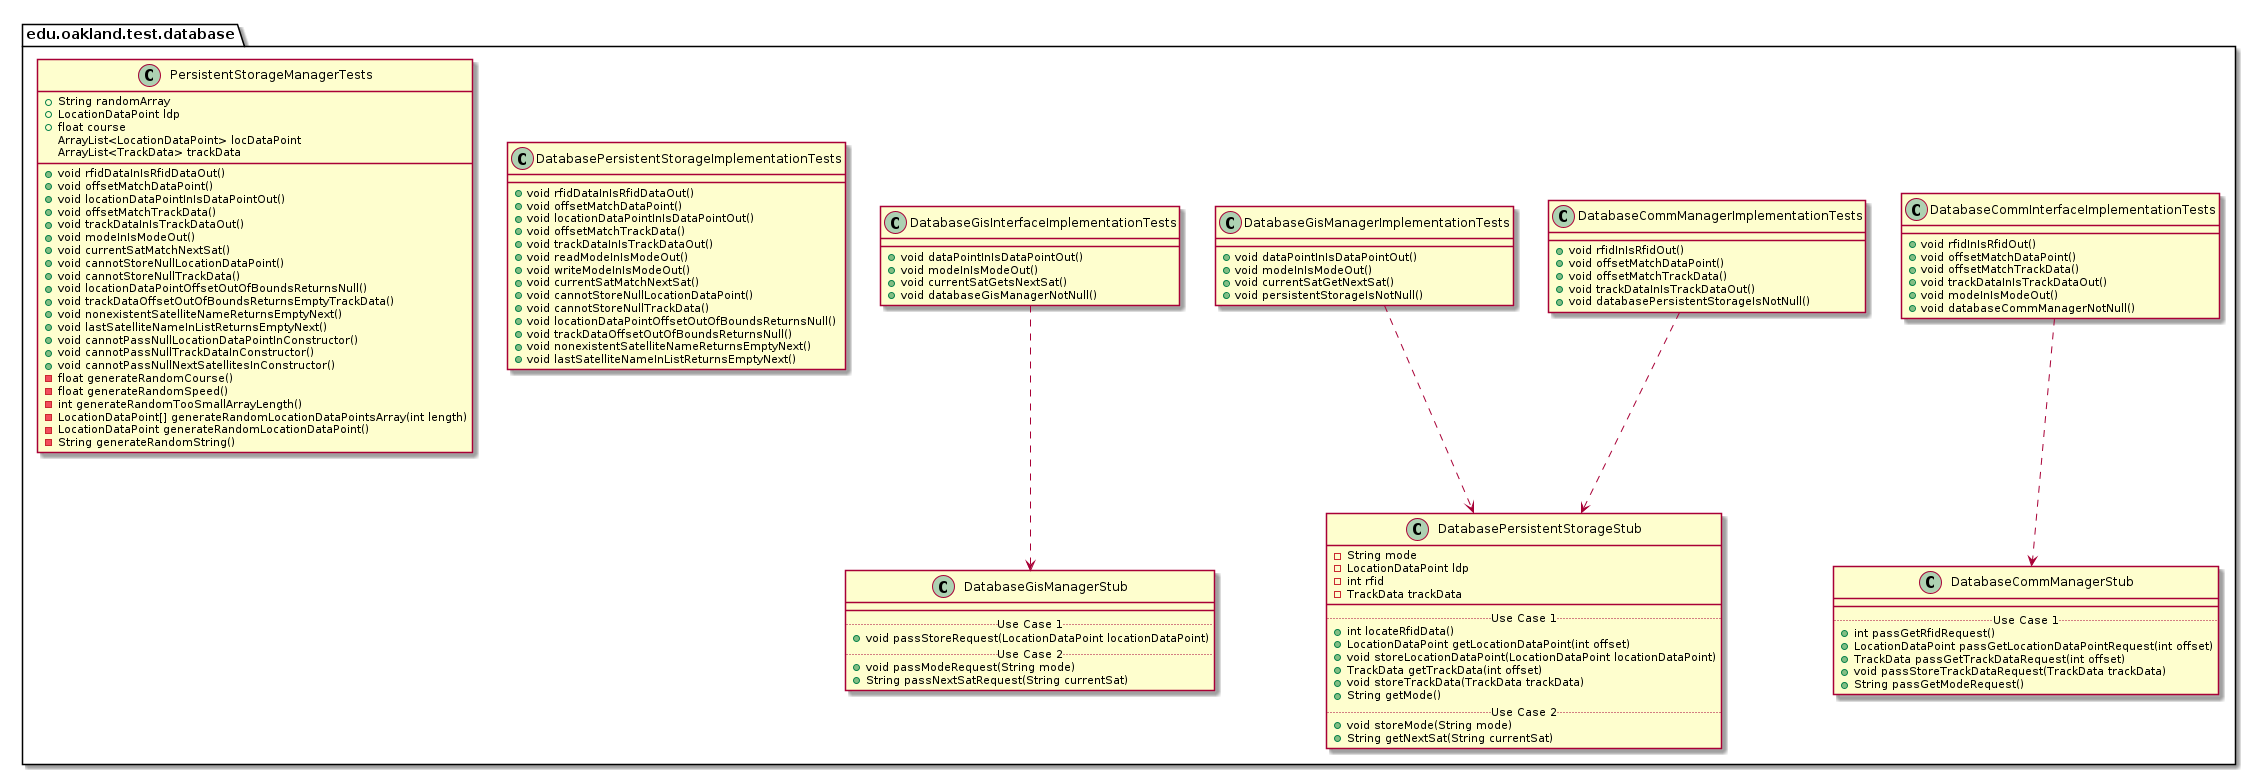 edu.oakland.test.database
C PersistentStorageManagerTests
String randomArray
LocationDataPoint ldp
float course
ArrayList<LocationDataPoint> locDataPoint
ArrayList<TrackData> trackData
void rfidDataInIsRfidDataOut()
void offsetMatchDataPoint()
void locationDataPointInIsDataPointOut()
void offsetMatchTrackData()
void trackDataInIsTrackDataOut()
void modeInIsModeOut()
void currentSatMatchNextSat()
void cannotStoreNullLocationDataPoint()
void cannotStoreNullTrackData()
void locationDataPointOffsetOutOfBoundsReturnsNull()
void trackDataOffsetOutOfBoundsReturnsEmptyTrackData()
void nonexistentSatelliteNameReturnsEmptyNext()
void lastSatelliteNameInListReturnsEmptyNext()
void cannotPassNullLocationDataPointInConstructor()
void cannotPassNullTrackDataInConstructor()
void cannotPassNullNextSatellitesInConstructor()
float generateRandomCourse()
float generateRandomSpeed()
int generateRandomTooSmallArrayLength()
LocationDataPoint[] generateRandomLocationDataPointsArray(int length)
LocationDataPoint generateRandomLocationDataPoint()
String generateRandomString()
C DatabasePersistentStorageImplementationTests
void rfidDataInIsRfidDataOut()
void offsetMatchDataPoint()
void locationDataPointInIsDataPointOut()
void offsetMatchTrackData()
void trackDataInIsTrackDataOut()
void readModeInIsModeOut()
void writeModeInIsModeOut()
void currentSatMatchNextSat()
void cannotStoreNullLocationDataPoint()
void cannotStoreNullTrackData()
void locationDataPointOffsetOutOfBoundsReturnsNull()
void trackDataOffsetOutOfBoundsReturnsNull()
void nonexistentSatelliteNameReturnsEmptyNext()
void lastSatelliteNameInListReturnsEmptyNext()
C DatabaseGisInterfaceImplementationTests
void dataPointInIsDataPointOut()
void modeInIsModeOut()
void currentSatGetsNextSat()
void databaseGisManagerNotNull()
C DatabaseGisManagerImplementationTests
void dataPointInIsDataPointOut()
void modeInIsModeOut()
void currentSatGetNextSat()
void persistentStorageIsNotNull()
C DatabaseCommManagerImplementationTests
void rfidInIsRfidOut()
void offsetMatchDataPoint()
void offsetMatchTrackData()
void trackDataInIsTrackDataOut()
void databasePersistentStorageIsNotNull()
C DatabaseCommInterfaceImplementationTests
void rfidInIsRfidOut()
void offsetMatchDataPoint()
void offsetMatchTrackData()
void trackDataInIsTrackDataOut()
void modeInIsModeOut()
void databaseCommManagerNotNull()
C DatabaseGisManagerStub
Use Case 1
void passStoreRequest(LocationDataPoint locationDataPoint)
Use Case 2
void passModeRequest(String mode)
String passNextSatRequest(String currentSat)
C DatabasePersistentStorageStub
String mode
LocationDataPoint ldp
int rfid
TrackData trackData
Use Case 1
int locateRfidData()
LocationDataPoint getLocationDataPoint(int offset)
void storeLocationDataPoint(LocationDataPoint locationDataPoint)
TrackData getTrackData(int offset)
void storeTrackData(TrackData trackData)
String getMode()
Use Case 2
void storeMode(String mode)
String getNextSat(String currentSat)
C DatabaseCommManagerStub
Use Case 1
int passGetRfidRequest()
LocationDataPoint passGetLocationDataPointRequest(int offset)
TrackData passGetTrackDataRequest(int offset)
void passStoreTrackDataRequest(TrackData trackData)
String passGetModeRequest()